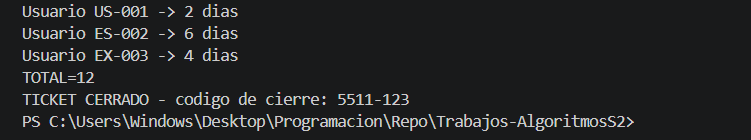 Usuario US-001 -> 2 dias
Usuario ES-002 -> 6 dias
Usuario EX-003 -> 4 dias
TOTAL=12
TICKET CERRADO - codigo de cierre: 5511-123
PS C:\Users\Windows\Desktop\Programacion\Repo\Trabajos-AlgoritmosS2>